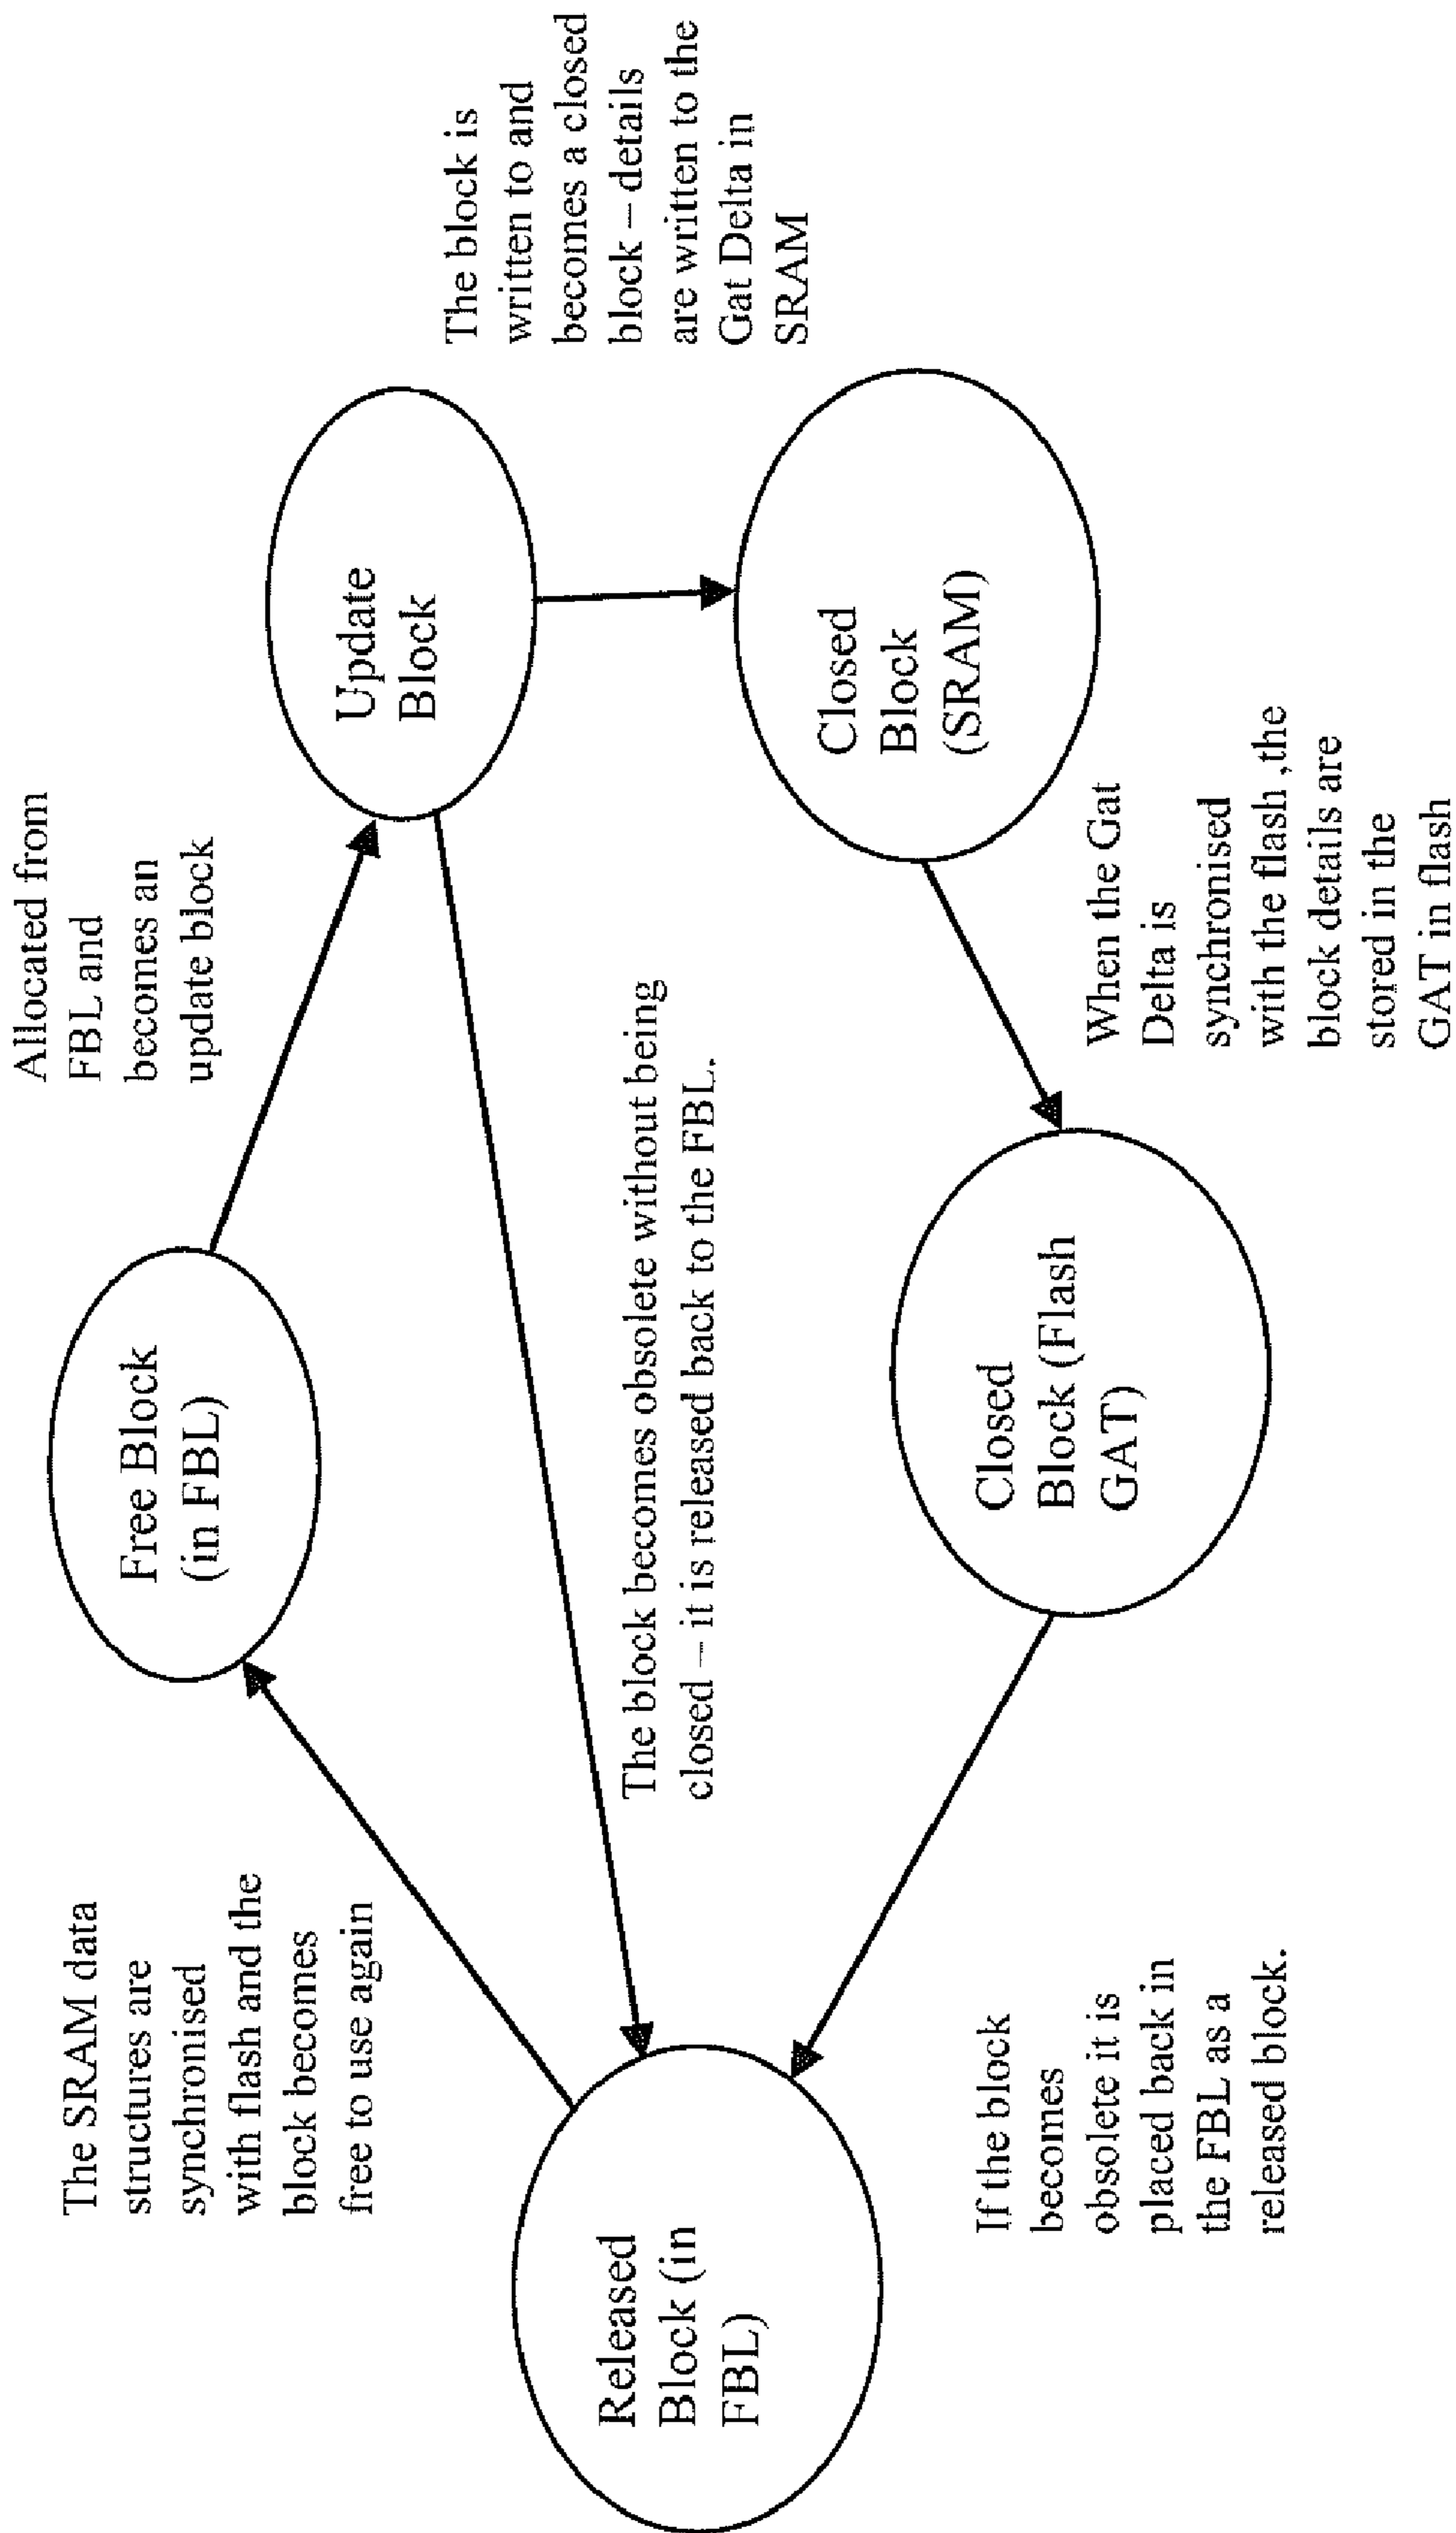 The SRAM data
structures are
synchronised
with flash and the
block becomes
free to use again
Free Block
(in FBL)
Allocated from
FBL and
becomes an
update block
Update
Block
The block is
written to and
becomes a closed
block – details
are written to the
Gat Delta in
SRAM
Released
Block (in
FBL)
The block becomes obsolete without being
closed – it is released back to the FBL.
Closed
Block
(SRAM)
If the block
becomes
obsolete it is
placed back in
the FBL as a
released block.
Closed
Block (Flash
GAT)
When the Gat
Delta is
synchronised
with the flash ,the
block details are
stored in the
GAT in flash